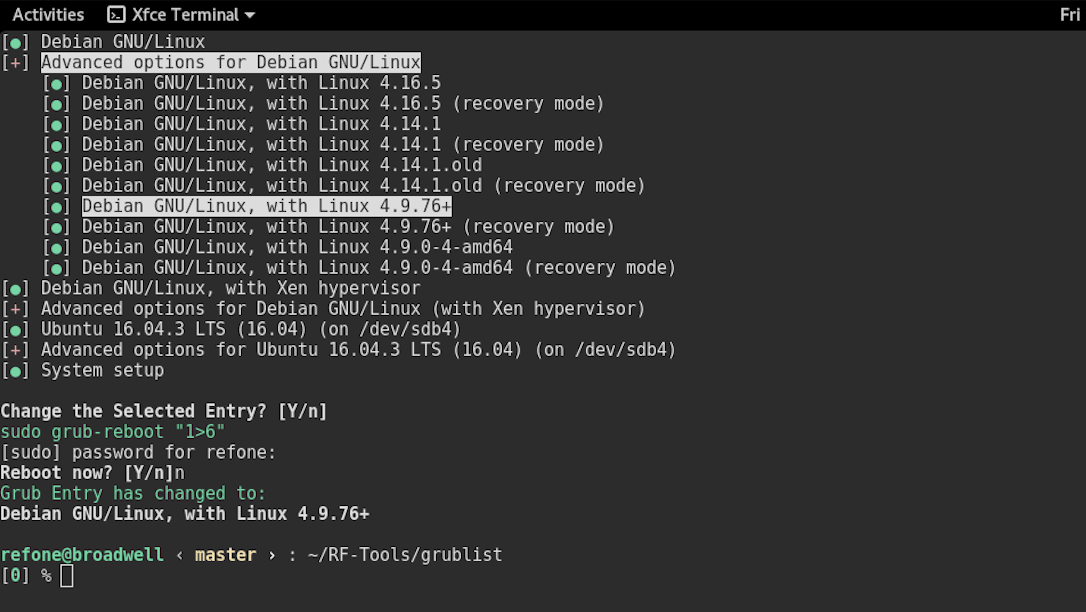 Activities Xfce Terminal Fri
[●] Debian GNU/Linux
[+] Advanced options for Debian GNU/Linux
    [●] Debian GNU/Linux, with Linux 4.16.5
    [●] Debian GNU/Linux, with Linux 4.16.5 (recovery mode)
    [●] Debian GNU/Linux, with Linux 4.14.1
    [●] Debian GNU/Linux, with Linux 4.14.1 (recovery mode)
    [●] Debian GNU/Linux, with Linux 4.14.1.old
    [●] Debian GNU/Linux, with Linux 4.14.1.old (recovery mode)
    [●] Debian GNU/Linux, with Linux 4.9.76+
    [●] Debian GNU/Linux, with Linux 4.9.76+ (recovery mode)
    [●] Debian GNU/Linux, with Linux 4.9.0-4-amd64
    [●] Debian GNU/Linux, with Linux 4.9.0-4-amd64 (recovery mode)
[●] Debian GNU/Linux, with Xen hypervisor
[+] Advanced options for Debian GNU/Linux (with Xen hypervisor)
[●] Ubuntu 16.04.3 LTS (16.04) (on /dev/sdb4)
[+] Advanced options for Ubuntu 16.04.3 LTS (16.04) (on /dev/sdb4)
[●] System setup
Change the Selected Entry? [Y/n]
sudo grub-reboot "1>6"
[sudo] password for refone:
Reboot now? [Y/n]n
Grub Entry has changed to:
Debian GNU/Linux, with Linux 4.9.76+
refone@broadwell ‹ master › : ~/RF-Tools/grublist
[0] %